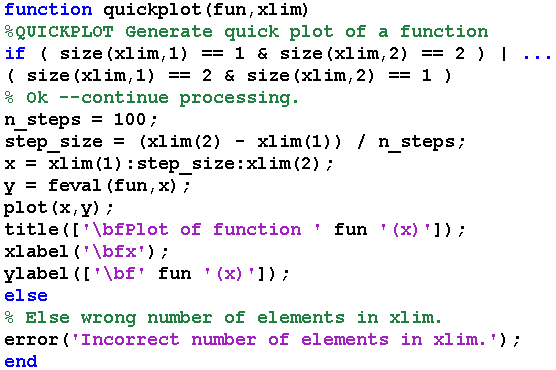 function quickplot(fun,xlim)
%QUICKPLOT Generate quick plot of a function
if ( size(xlim,1) == 1 & size(xlim,2) == 2 ) | ...
( size(xlim,1) == 2 & size(xlim,2) == 1 )
% Ok --continue processing.
n_steps = 100;
step_size = (xlim(2) - xlim(1)) / n_steps;
x = xlim(1):step_size:xlim(2);
y = feval(fun,x);
plot(x,y);
title(['\bfPlot of function ' fun '(x)']);
xlabel('\bfx');
ylabel(['\bf' fun '(x)']);
else
% Else wrong number of elements in xlim.
error('Incorrect number of elements in xlim.');
end